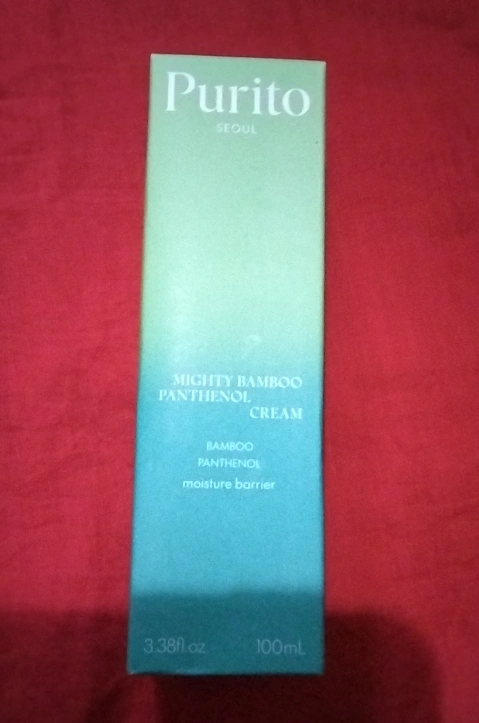 Purito
SEOUL
MIGHTY BAMBOO
PANTHENOL
CREAM
BAMBOO
PANTHENOL
moisture barrier
3.38fl.oz. 100mL